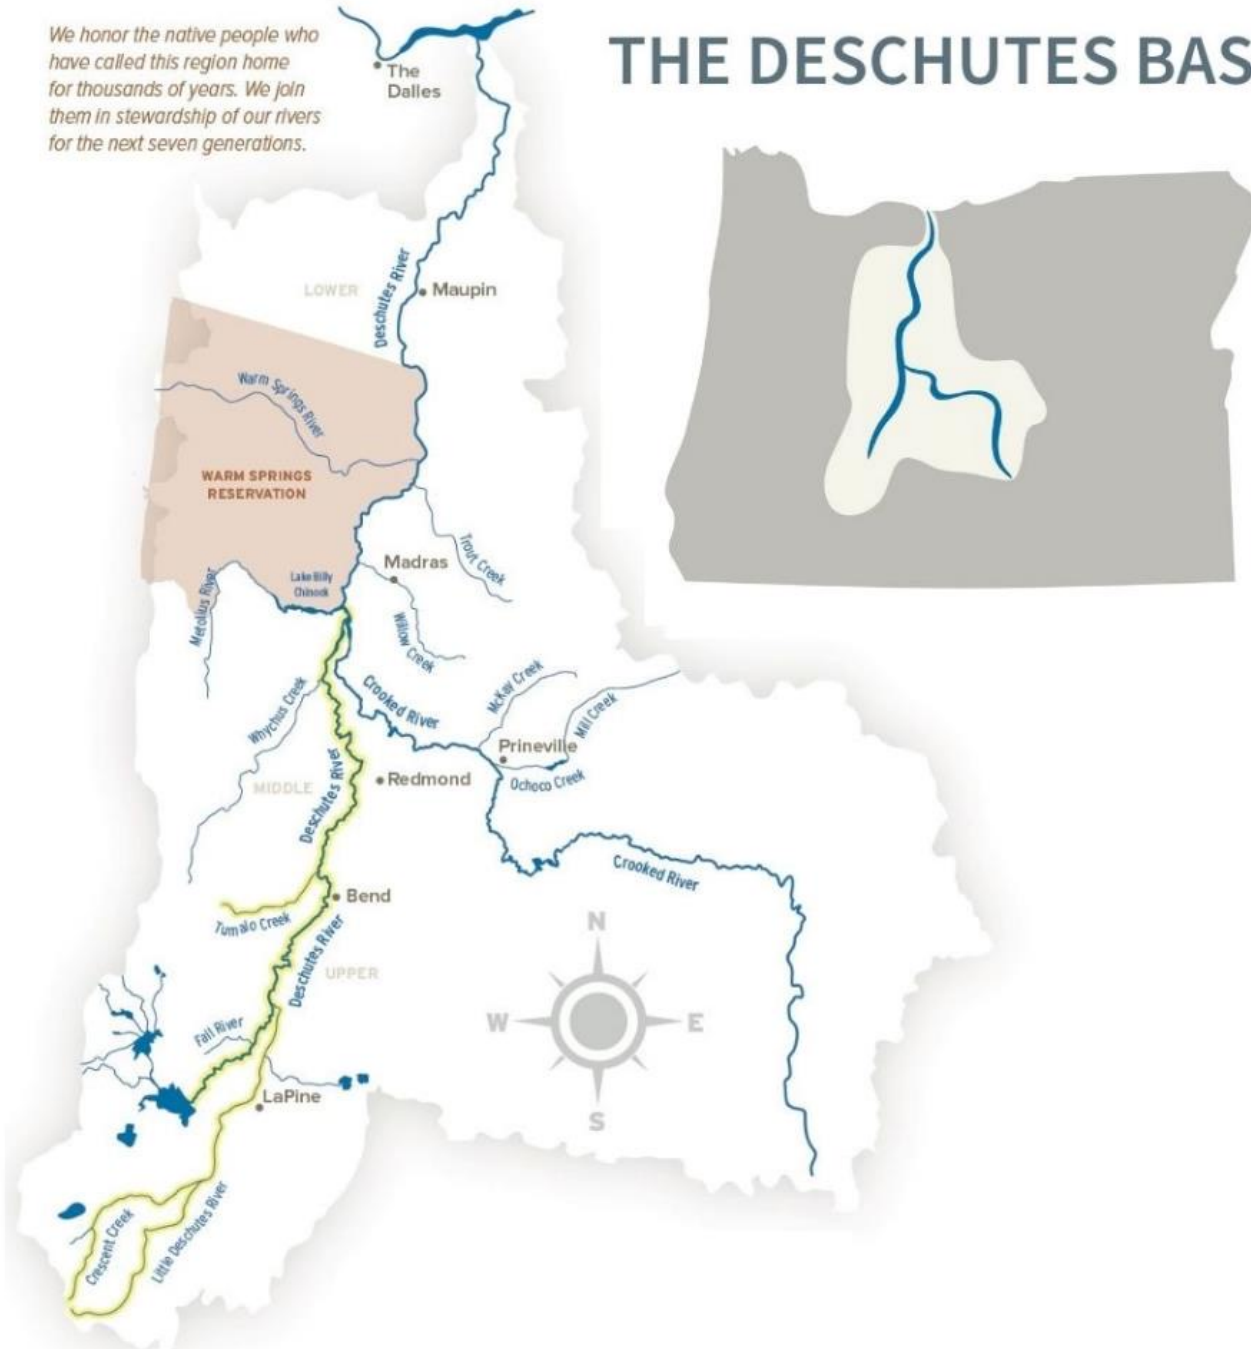 We honor the native people who
have called this region home
for thousands of years. We join
them in stewardship of our rivers
for the next seven generations.
THE DESCHUTES BAS
The
Dalles
Deschutes River
LOWER
Maupin
Warm Springs River
WARM SPRINGS
RESERVATION
Trout Creek
Madras
Lake Billy
Chinook
Metolius River
Willow Creek
McKay Creek
Crooked River
Mill Creek
Whychus Creek
Prineville
Redmond
Ochoco Creek
MIDDLE
Deschutes River
Crooked River
Bend
Tumalo Creek
Deschutes River
UPPER
N
W
E
S
Fall River
LaPine
Crescent Creek
Little Deschutes River